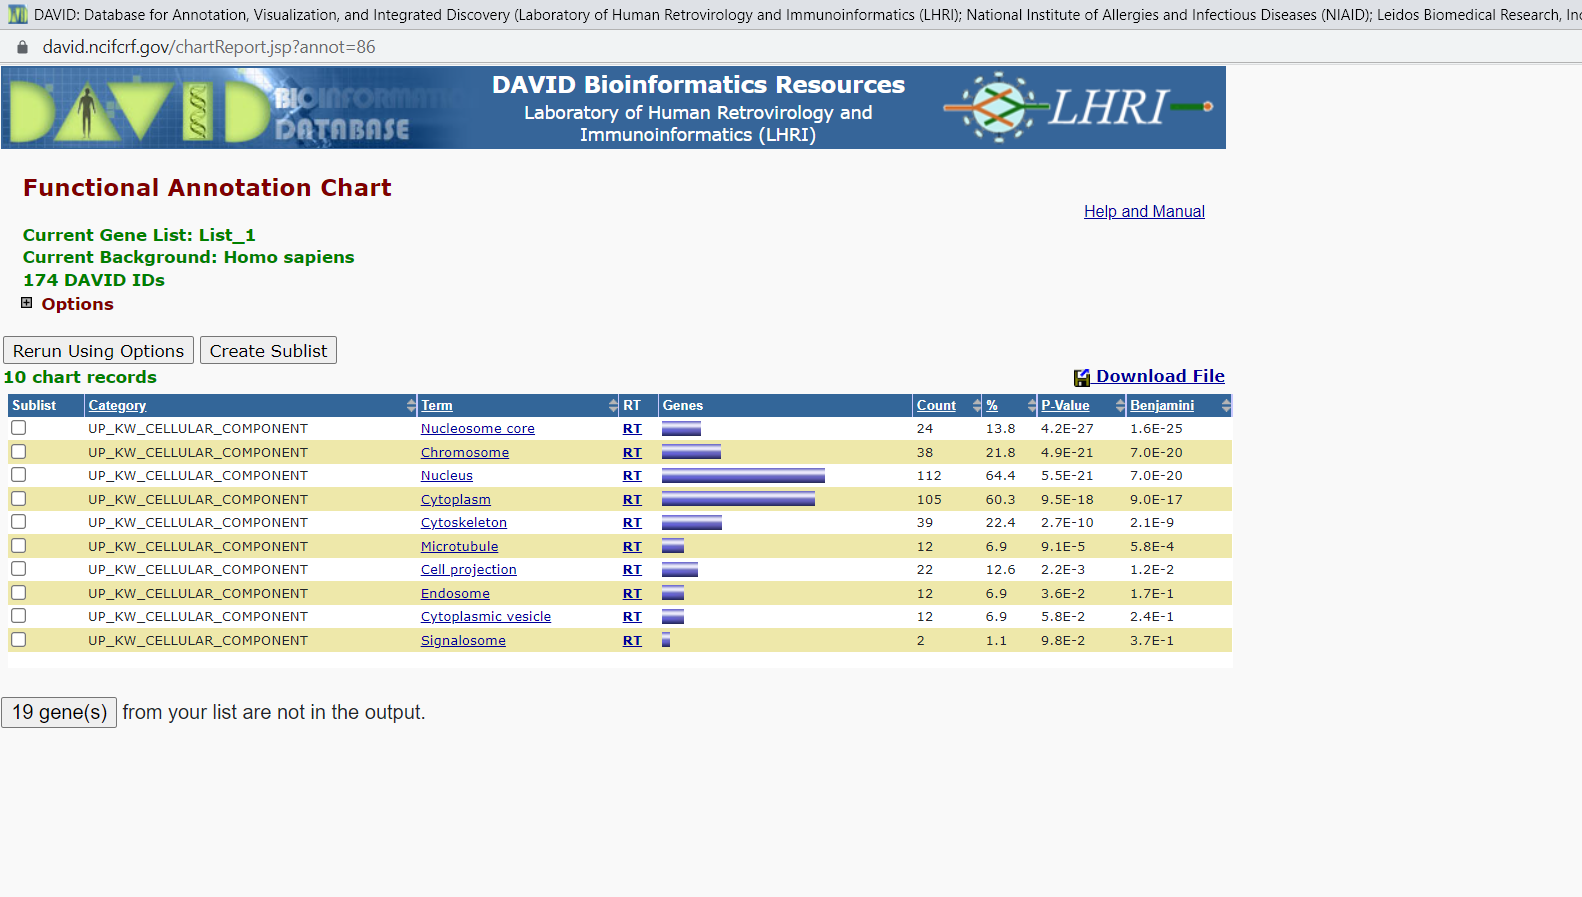 DAVID: Database for Annotation, Visualization, and Integrated Discovery (Laboratory of Human Retrovirology and Immunoinformatics (LHRI); National Institute of Allergies and Infectious Diseases (NIAID); Leidos Biomedical Research, Inc
david.ncifcrf.gov/chartReport.jsp?annot=86
DAVID BIOINFORMATICS DATABASE
DAVID Bioinformatics Resources
Laboratory of Human Retrovirology and
Immunoinformatics (LHRI)
LHRI
Functional Annotation Chart
Help and Manual
Current Gene List: List_1
Current Background: Homo sapiens
174 DAVID IDs
Options
Rerun Using Options Create Sublist
10 chart records Download File
Sublist Category Term RT Genes Count % P-Value Benjamini
UP_KW_CELLULAR_COMPONENT Nucleosome core RT 24 13.8 4.2E-27 1.6E-25
UP_KW_CELLULAR_COMPONENT Chromosome RT 38 21.8 4.9E-21 7.0E-20
UP_KW_CELLULAR_COMPONENT Nucleus RT 112 64.4 5.5E-21 7.0E-20
UP_KW_CELLULAR_COMPONENT Cytoplasm RT 105 60.3 9.5E-18 9.0E-17
UP_KW_CELLULAR_COMPONENT Cytoskeleton RT 39 22.4 2.7E-10 2.1E-9
UP_KW_CELLULAR_COMPONENT Microtubule RT 12 6.9 9.1E-5 5.8E-4
UP_KW_CELLULAR_COMPONENT Cell projection RT 22 12.6 2.2E-3 1.2E-2
UP_KW_CELLULAR_COMPONENT Endosome RT 12 6.9 3.6E-2 1.7E-1
UP_KW_CELLULAR_COMPONENT Cytoplasmic vesicle RT 12 6.9 5.8E-2 2.4E-1
UP_KW_CELLULAR_COMPONENT Signalosome RT 2 1.1 9.8E-2 3.7E-1
19 gene(s) from your list are not in the output.